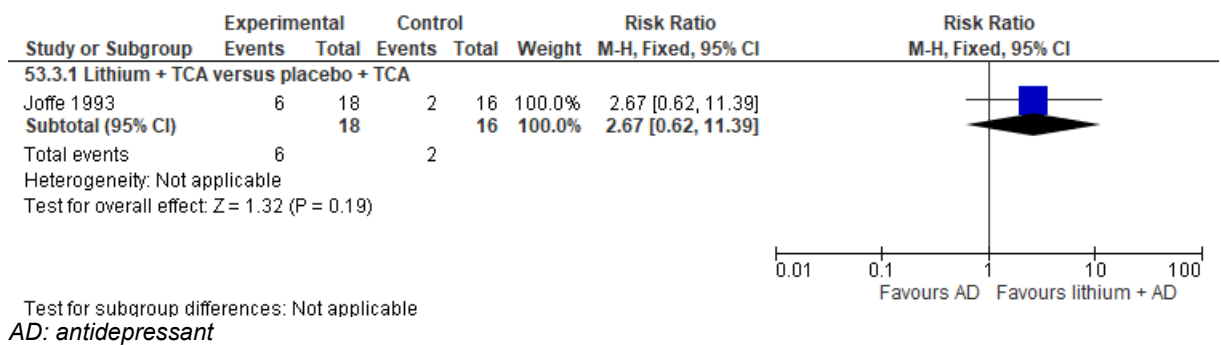 Experimental Control Risk Ratio Risk Ratio
Study or Subgroup Events Total Events Total Weight M-H, Fixed, 95% CI M-H, Fixed, 95% CI
53.3.1 Lithium + TCA versus placebo + TCA
Joffe 1993 6 18 2 16 100.0% 2.67 [0.62, 11.39]
Subtotal (95% CI) 18 16 100.0% 2.67 [0.62, 11.39]
Total events 6 2
Heterogeneity: Not applicable
Test for overall effect: Z = 1.32 (P = 0.19)
0.01 0.1 1 10 100
Favours AD Favours lithium + AD
Test for subgroup differences: Not applicable
AD: antidepressant